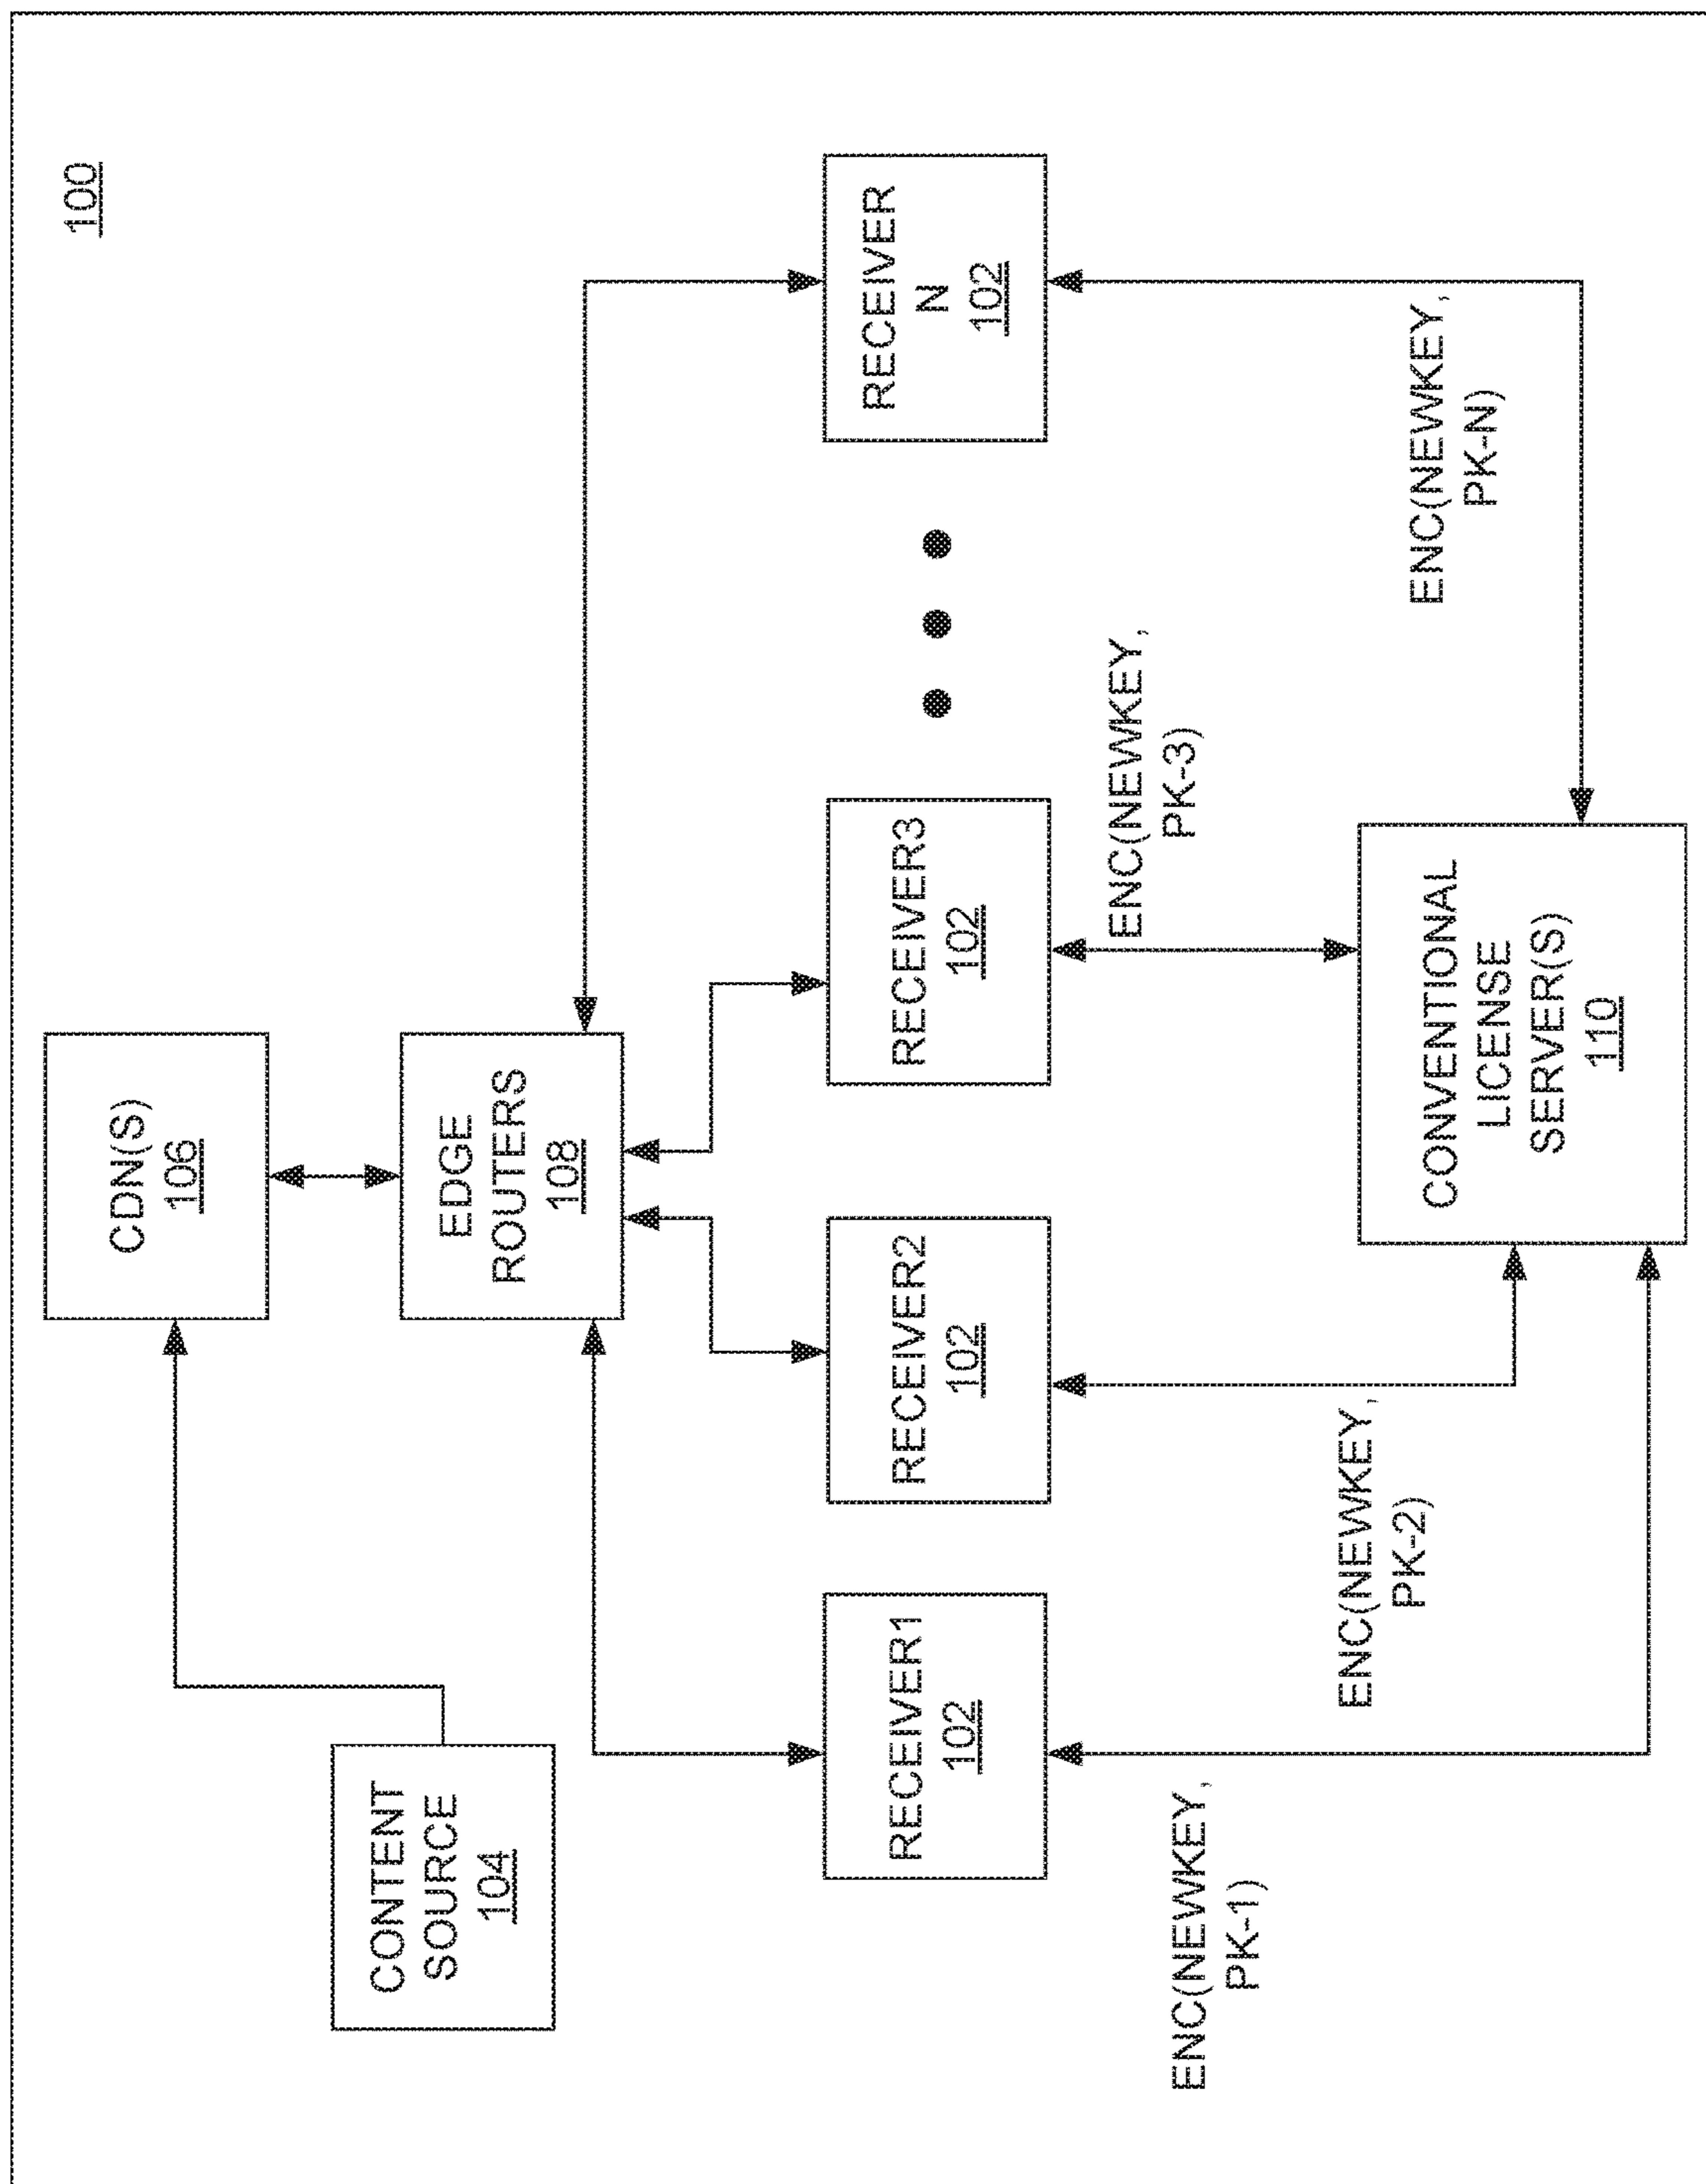 100
CDN(S)
106
CONTENT
SOURCE
104
EDGE
ROUTERS
108
RECEIVER1
102
RECEIVER2
102
RECEIVER3
102
RECEIVER
N
102
ENC(NEWKEY,
PK-1)
ENC(NEWKEY,
PK-2)
ENC(NEWKEY,
PK-3)
ENC(NEWKEY,
PK-N)
CONVENTIONAL
LICENSE
SERVER(S)
110